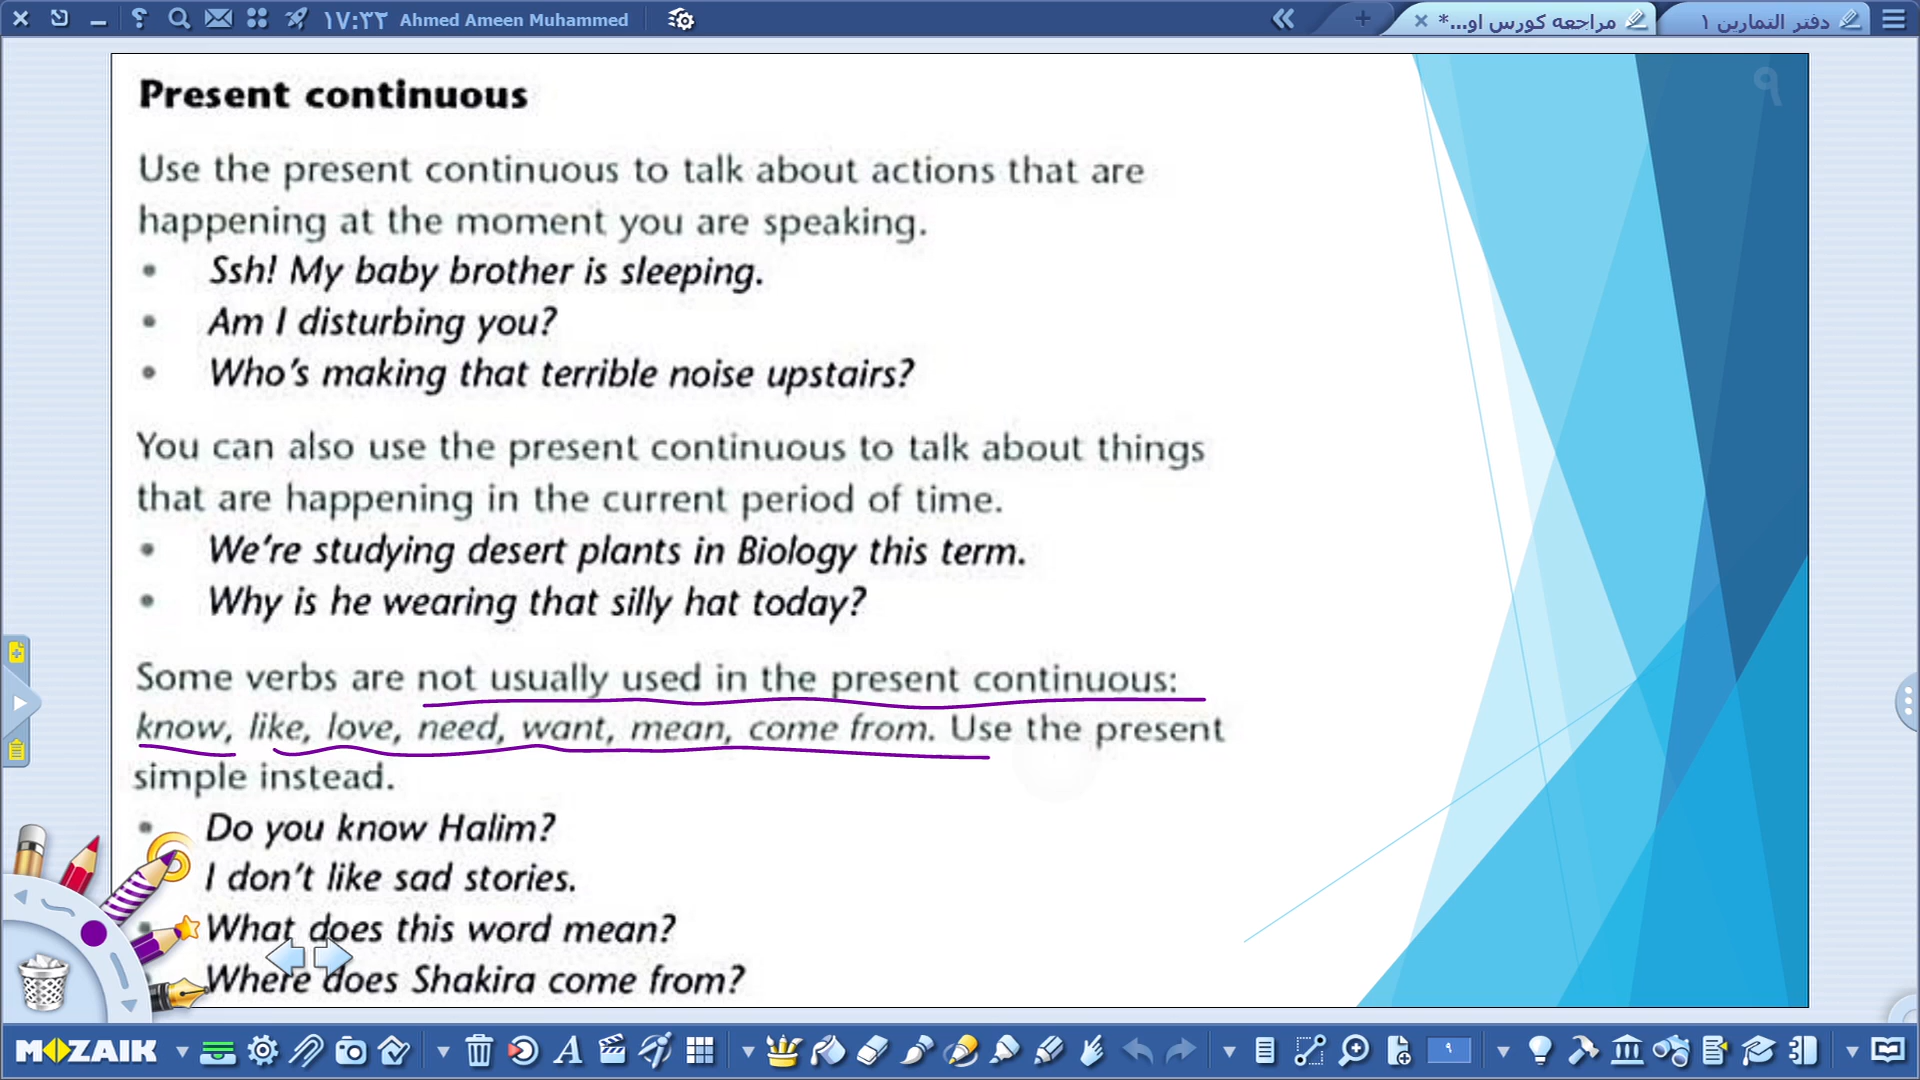 ١٧:٣٣ Ahmed Ameen Muhammed
مراجعه كورس او...*
دفتر التمارين ١
٩
Present continuous
Use the present continuous to talk about actions that are
happening at the moment you are speaking.
• Ssh! My baby brother is sleeping.
• Am I disturbing you?
• Who's making that terrible noise upstairs?
You can also use the present continuous to talk about things
that are happening in the current period of time.
• We're studying desert plants in Biology this term.
• Why is he wearing that silly hat today?
Some verbs are not usually used in the present continuous:
know, like, love, need, want, mean, come from. Use the present
simple instead.
• Do you know Halim?
I don't like sad stories.
What does this word mean?
Where does Shakira come from?
MOZAIK
٩